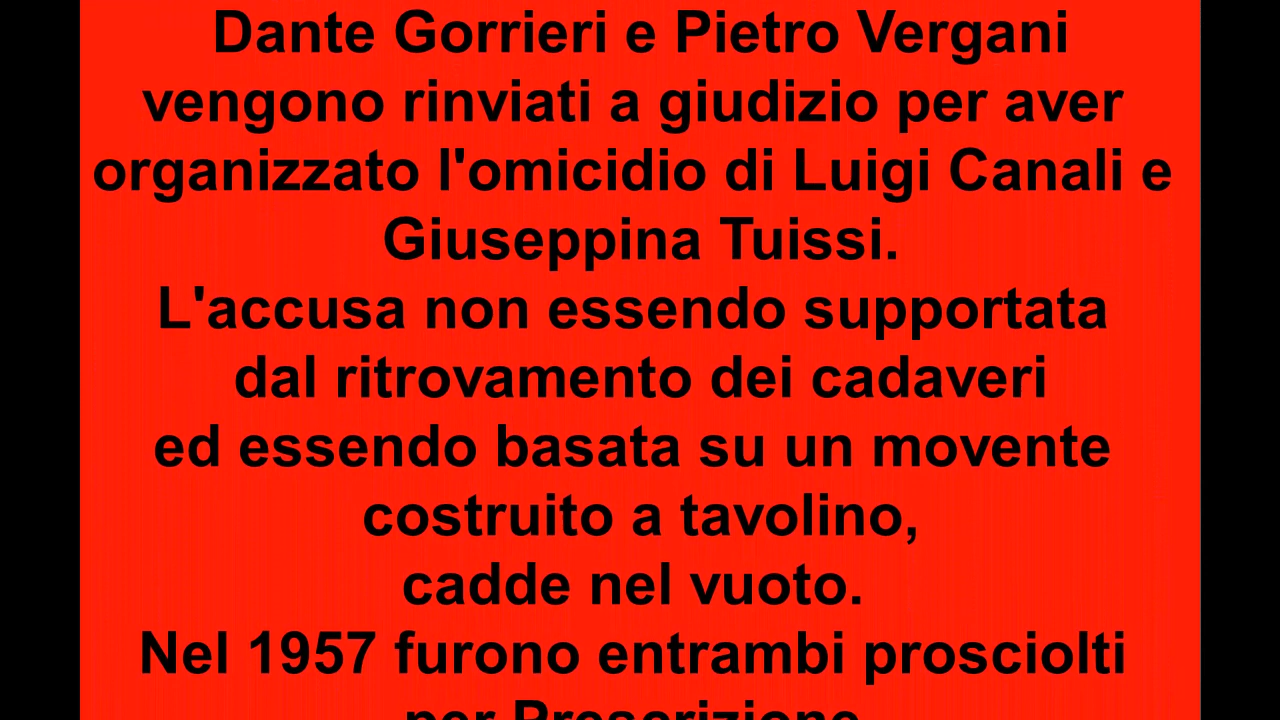 Dante Gorrieri e Pietro Vergani
vengono rinviati a giudizio per aver
organizzato l'omicidio di Luigi Canali e
Giuseppina Tuissi.
L'accusa non essendo supportata
dal ritrovamento dei cadaveri
ed essendo basata su un movente
costruito a tavolino,
cadde nel vuoto.
Nel 1957 furono entrambi prosciolti
per Prescrizione